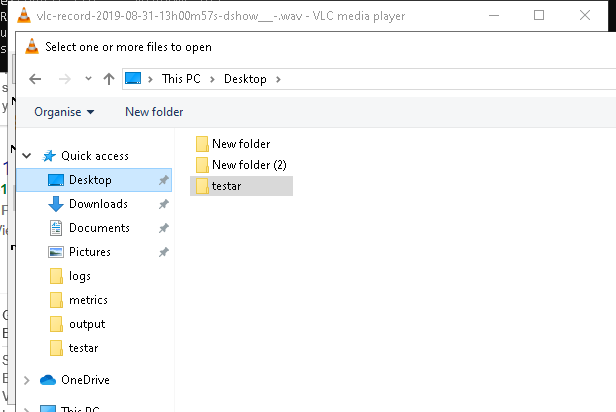 vlc-record-2019-08-31-13h00m57s-dshow___-.wav - VLC media player
Select one or more files to open
This PC > Desktop >
Organise New folder
New folder
New folder (2)
testar
Quick access
Desktop
Downloads
Documents
Pictures
logs
metrics
output
testar
OneDrive
This PC